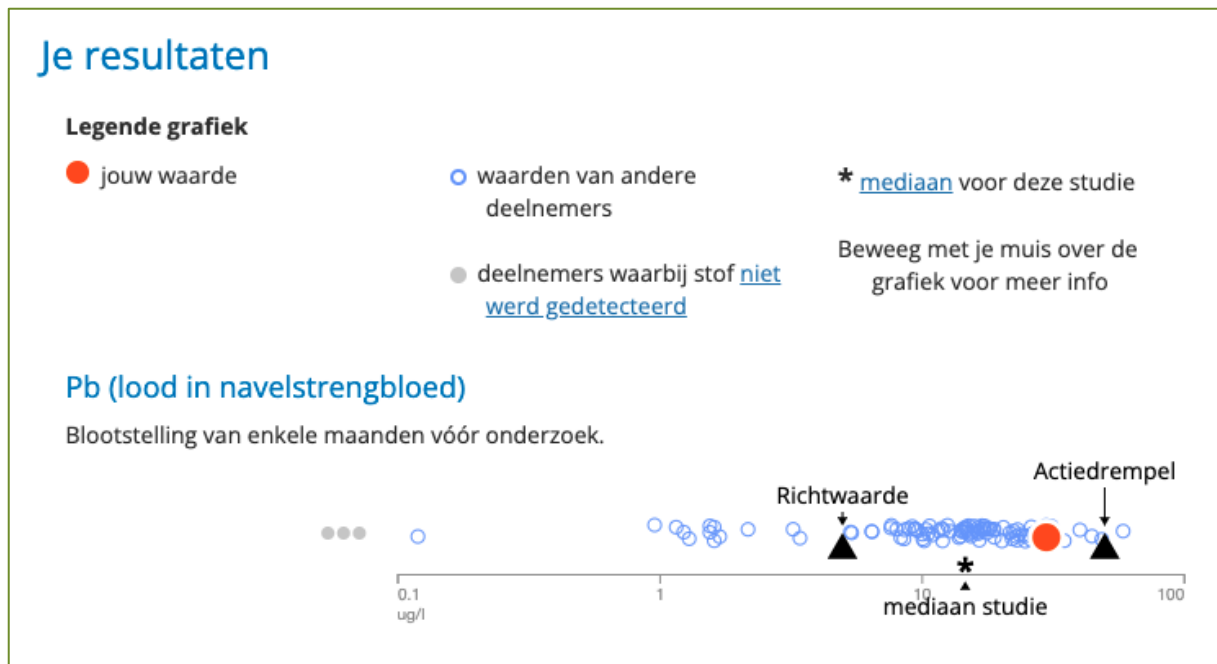 Je resultaten
Legende grafiek
jouw waarde
waarden van andere
deelnemers
* mediaan voor deze studie
Beweeg met je muis over de
grafiek voor meer info
deelnemers waarbij stof niet
werd gedetecteerd
Pb (lood in navelstrengbloed)
Blootstelling van enkele maanden vóór onderzoek.
Actiedrempel
Richtwaarde
*
0.1
1
10
100
ug/l
mediaan studie